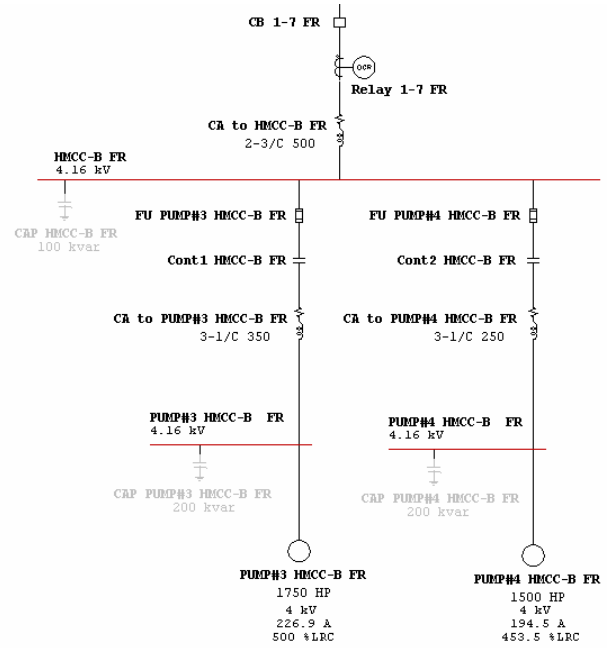 CB 1-7 FR
OCR
Relay 1-7 FR
CA to HMCC-B FR
2-3/C 500
HMCC-B FR
4.16 kV
CAP HMCC-B FR
100 kvar
FU PUMP#3 HMCC-B FR
FU PUMP#4 HMCC-B FR
Cont1 HMCC-B FR
Cont2 HMCC-B FR
CA to PUMP#3 HMCC-B FR
3-1/C 350
CA to PUMP#4 HMCC-B FR
3-1/C 250
PUMP#3 HMCC-B FR
4.16 kV
PUMP#4 HMCC-B FR
4.16 kV
CAP PUMP#3 HMCC-B FR
200 kvar
CAP PUMP#4 HMCC-B FR
200 kvar
PUMP#3 HMCC-B FR
1750 HP
4 kV
226.9 A
500 %LRC
PUMP#4 HMCC-B FR
1500 HP
4 kV
194.5 A
453.5 %LRC